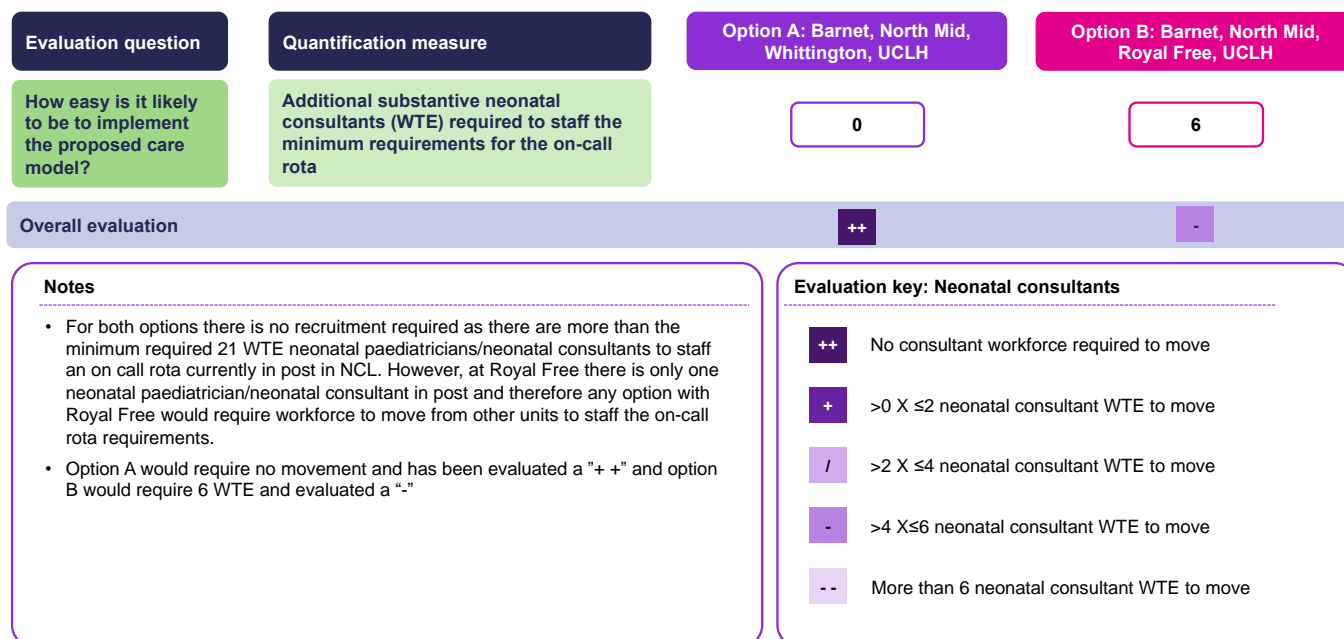 Evaluation question
Quantification measure
Option A: Barnet, North Mid,
Whittington, UCLH
Option B: Barnet, North Mid,
Royal Free, UCLH
How easy is it likely
to be to implement
the proposed care
model?
Additional substantive neonatal
consultants (WTE) required to staff the
minimum requirements for the on-call
rota
0
6
Overall evaluation
++
-
Notes
• For both options there is no recruitment required as there are more than the
minimum required 21 WTE neonatal paediatricians/neonatal consultants to staff
an on call rota currently in post in NCL. However, at Royal Free there is only one
neonatal paediatrician/neonatal consultant in post and therefore any option with
Royal Free would require workforce to move from other units to staff the on-call
rota requirements.
• Option A would require no movement and has been evaluated a ”+ +” and option
B would require 6 WTE and evaluated a “-”
Evaluation key: Neonatal consultants
++ No consultant workforce required to move
+ >0 X ≤2 neonatal consultant WTE to move
/ >2 X ≤4 neonatal consultant WTE to move
- >4 X≤6 neonatal consultant WTE to move
- - More than 6 neonatal consultant WTE to move